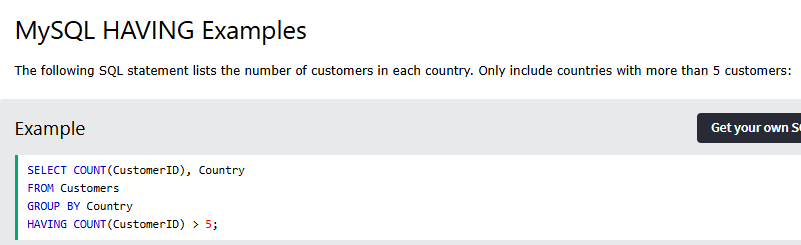 MySQL HAVING Examples
The following SQL statement lists the number of customers in each country. Only include countries with more than 5 customers:
Example
Get your own S
SELECT COUNT(CustomerID), Country
FROM Customers
GROUP BY Country
HAVING COUNT(CustomerID) > 5;